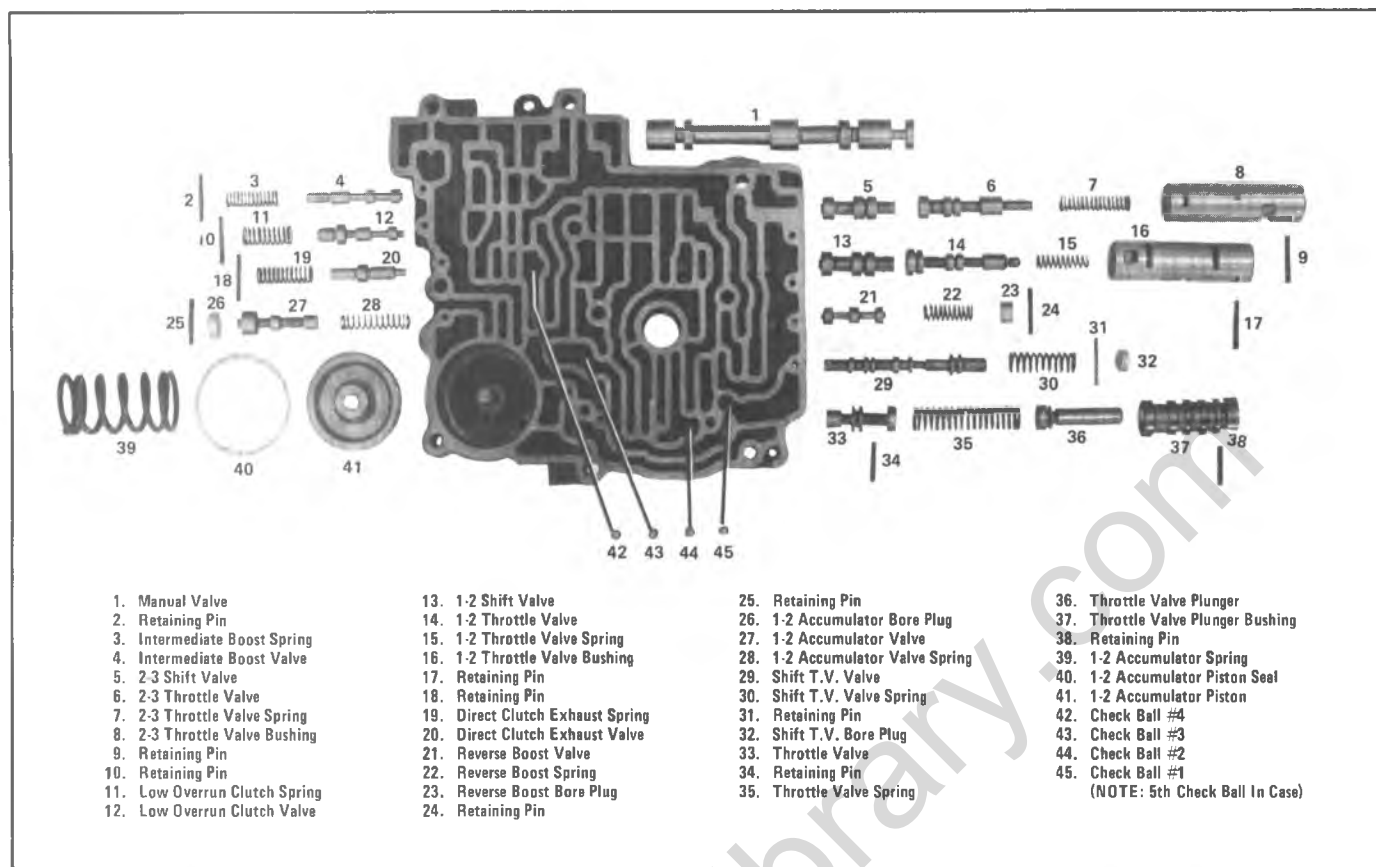 1
2
3
4
5
6
7
8
10
11
12
13
14
15
16
9
18
19
20
21
22
23
24
17
25
26
27
28
29
30
31
32
33
34
35
36
37
38
39
40
41
42
43
44
45
1. Manual Valve
2. Retaining Pin
3. Intermediate Boost Spring
4. Intermediate Boost Valve
5. 2-3 Shift Valve
6. 2-3 Throttle Valve
7. 2-3 Throttle Valve Spring
8. 2-3 Throttle Valve Bushing
9. Retaining Pin
10. Retaining Pin
11. Low Overrun Clutch Spring
12. Low Overrun Clutch Valve
13. 1-2 Shift Valve
14. 1-2 Throttle Valve
15. 1-2 Throttle Valve Spring
16. 1-2 Throttle Valve Bushing
17. Retaining Pin
18. Retaining Pin
19. Direct Clutch Exhaust Spring
20. Direct Clutch Exhaust Valve
21. Reverse Boost Valve
22. Reverse Boost Spring
23. Reverse Boost Bore Plug
24. Retaining Pin
25. Retaining Pin
26. 1-2 Accumulator Bore Plug
27. 1-2 Accumulator Valve
28. 1-2 Accumulator Valve Spring
29. Shift T.V. Valve
30. Shift T.V. Valve Spring
31. Retaining Pin
32. Shift T.V. Bore Plug
33. Throttle Valve
34. Retaining Pin
35. Throttle Valve Spring
36. Throttle Valve Plunger
37. Throttle Valve Plunger Bushing
38. Retaining Pin
39. 1-2 Accumulator Spring
40. 1-2 Accumulator Piston Seal
41. 1-2 Accumulator Piston
42. Check Ball #4
43. Check Ball #3
44. Check Ball #2
45. Check Ball #1
(NOTE: 5th Check Ball In Case)
brary.com